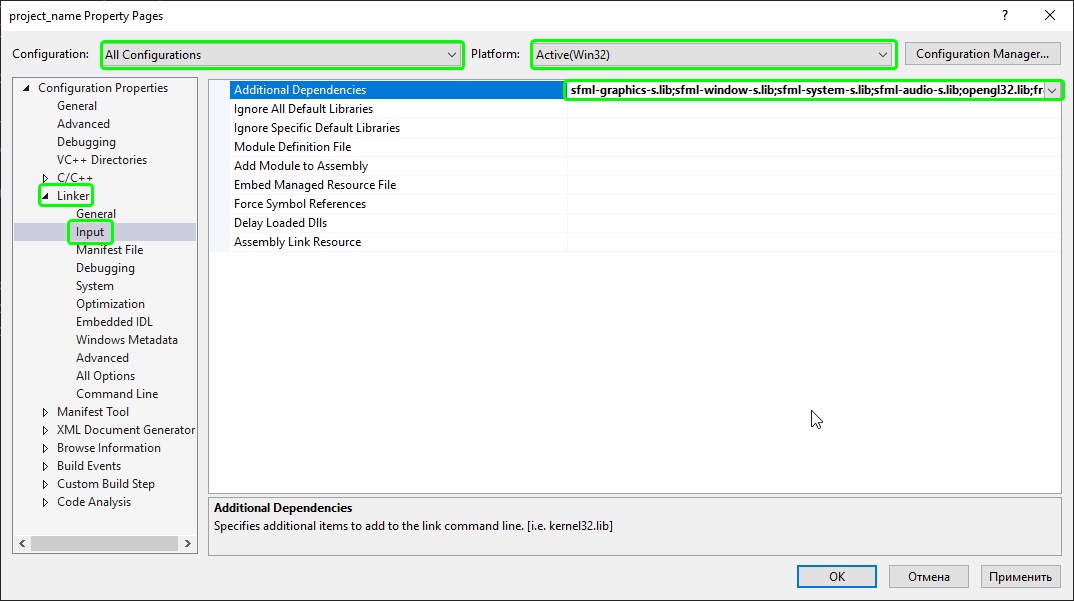 project_name Property Pages
?
Configuration: All Configurations Platform: Active(Win32) Configuration Manager...
Configuration Properties
General
Advanced
Debugging
VC++ Directories
C/C++
Linker
General
Input
Manifest File
Debugging
System
Optimization
Embedded IDL
Windows Metadata
Advanced
All Options
Command Line
Manifest Tool
XML Document Generator
Browse Information
Build Events
Custom Build Step
Code Analysis
Additional Dependencies sfml-graphics-s.lib;sfml-window-s.lib;sfml-system-s.lib;sfml-audio-s.lib;opengl32.lib;fr
Ignore All Default Libraries
Ignore Specific Default Libraries
Module Definition File
Add Module to Assembly
Embed Managed Resource File
Force Symbol References
Delay Loaded Dlls
Assembly Link Resource
Additional Dependencies
Specifies additional items to add to the link command line. [i.e. kernel32.lib]
OK Отмена Применить